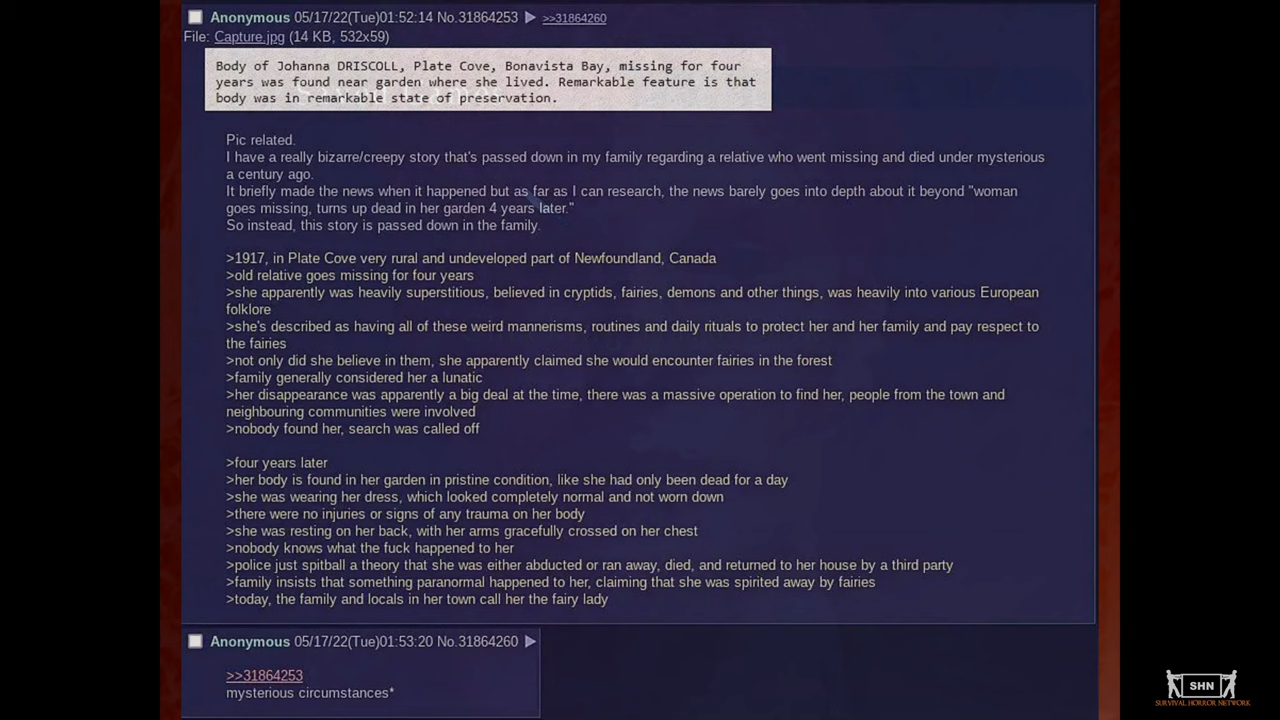 Anonymous 05/17/22(Tue)01:52:14 No.31864253 ▶ >>31864260
File: Capture.jpg (14 KB, 532x59)
Body of Johanna DRISCOLL, Plate Cove, Bonavista Bay, missing for four
years was found near garden where she lived. Remarkable feature is that
body was in remarkable state of preservation.
Pic related.
I have a really bizarre/creepy story that's passed down in my family regarding a relative who went missing and died under mysterious
a century ago.
It briefly made the news when it happened but as far as I can research, the news barely goes into depth about it beyond "woman
goes missing, turns up dead in her garden 4 years later."
So instead, this story is passed down in the family.
>1917, in Plate Cove very rural and undeveloped part of Newfoundland, Canada
>old relative goes missing for four years
>she apparently was heavily superstitious, believed in cryptids, fairies, demons and other things, was heavily into various European
folklore
>she's described as having all of these weird mannerisms, routines and daily rituals to protect her and her family and pay respect to
the fairies
>not only did she believe in them, she apparently claimed she would encounter fairies in the forest
>family generally considered her a lunatic
>her disappearance was apparently a big deal at the time, there was a massive operation to find her, people from the town and
neighbouring communities were involved
>nobody found her, search was called off
>four years later
>her body is found in her garden in pristine condition, like she had only been dead for a day
>she was wearing her dress, which looked completely normal and not worn down
>there were no injuries or signs of any trauma on her body
>she was resting on her back, with her arms gracefully crossed on her chest
>nobody knows what the fuck happened to her
>police just spitball a theory that she was either abducted or ran away, died, and returned to her house by a third party
>family insists that something paranormal happened to her, claiming that she was spirited away by fairies
>today, the family and locals in her town call her the fairy lady
Anonymous 05/17/22(Tue)01:53:20 No.31864260 ▶
>>31864253
mysterious circumstances*
SHN
SURVIVAL HORROR NETWORK